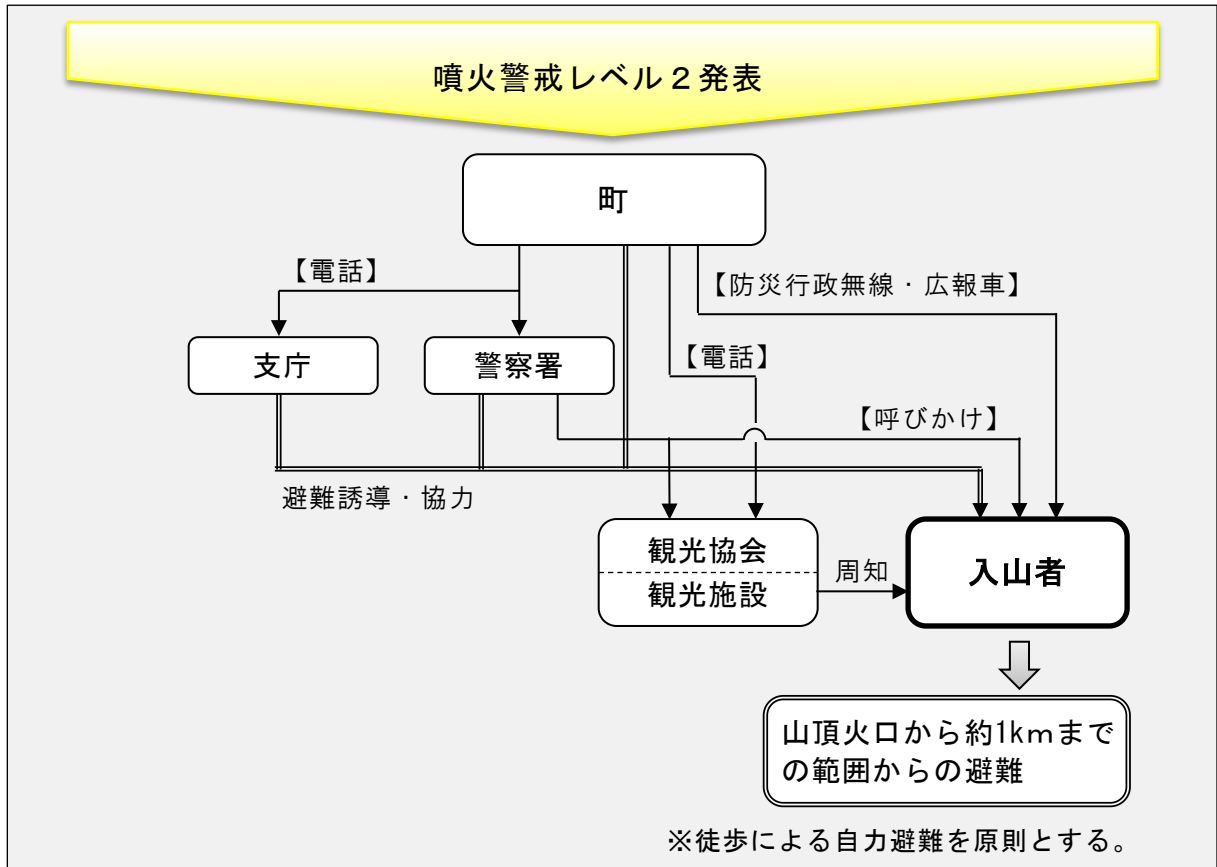 噴火警戒レベル２発表
町
【電話】
【防災行政無線・広報車】
支庁
警察署
【電話】
【呼びかけ】
避難誘導・協力
観光協会
観光施設
周知
入山者
山頂火口から約1kmまで
の範囲からの避難
※徒歩による自力避難を原則とする。